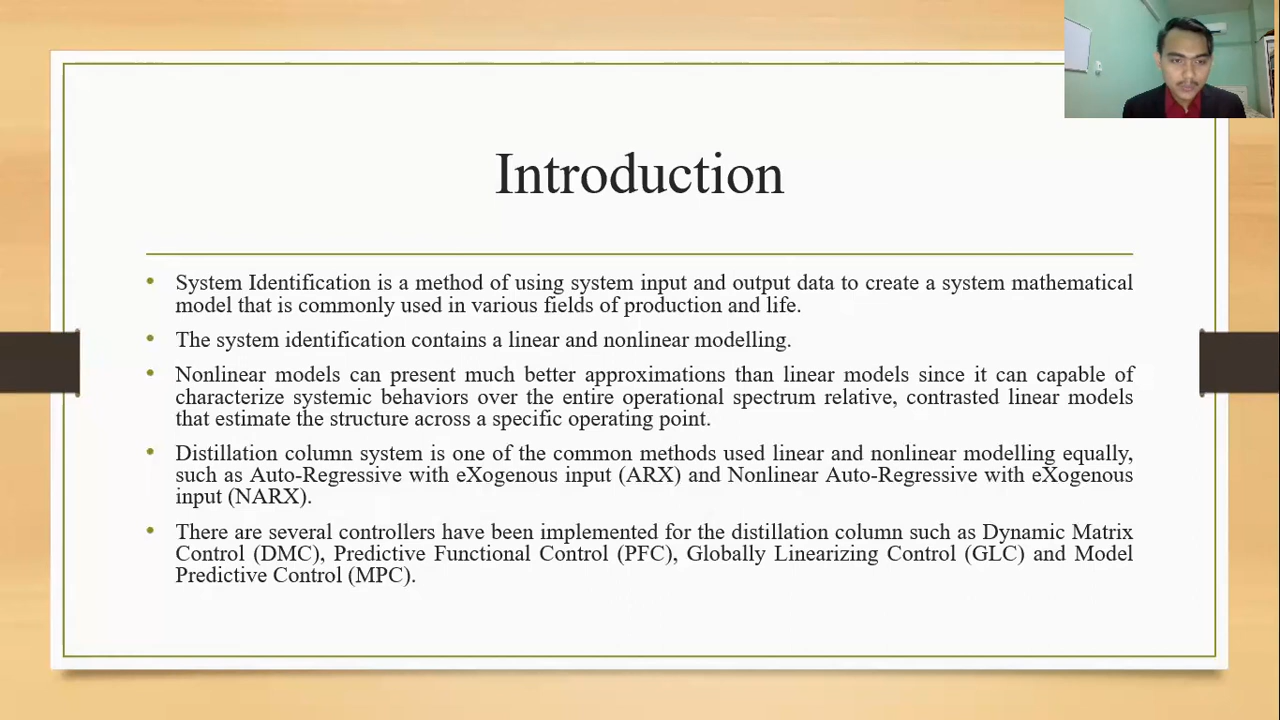 Introduction
• System Identification is a method of using system input and output data to create a system mathematical
model that is commonly used in various fields of production and life.
• The system identification contains a linear and nonlinear modelling.
• Nonlinear models can present much better approximations than linear models since it can capable of
characterize systemic behaviors over the entire operational spectrum relative, contrasted linear models
that estimate the structure across a specific operating point.
• Distillation column system is one of the common methods used linear and nonlinear modelling equally,
such as Auto-Regressive with eXogenous input (ARX) and Nonlinear Auto-Regressive with eXogenous
input (NARX).
• There are several controllers have been implemented for the distillation column such as Dynamic Matrix
Control (DMC), Predictive Functional Control (PFC), Globally Linearizing Control (GLC) and Model
Predictive Control (MPC).